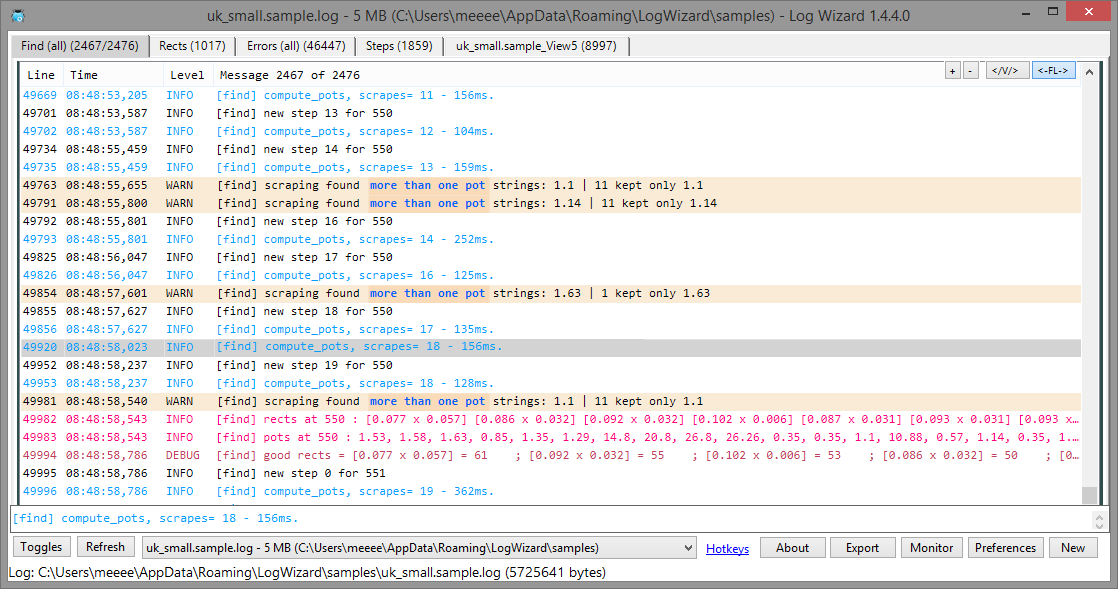 uk_small.sample.log - 5 MB (C:\Users\meeee\AppData\Roaming\LogWizard\samples) - Log Wizard 1.4.4.0
Find (all) (2467/2476) Rects (1017) Errors (all) (46447) Steps (1859) uk_small.sample_View5 (8997)
Line Time Level Message 2467 of 2476 + - </V/> <-FL->
49669 08:48:53,205 INFO [find] compute_pots, scrapes= 11 - 156ms.
49701 08:48:53,587 INFO [find] new step 13 for 550
49702 08:48:53,587 INFO [find] compute_pots, scrapes= 12 - 104ms.
49734 08:48:55,459 INFO [find] new step 14 for 550
49735 08:48:55,459 INFO [find] compute_pots, scrapes= 13 - 159ms.
49763 08:48:55,655 WARN [find] scraping found more than one pot strings: 1.1 | 11 kept only 1.1
49791 08:48:55,800 WARN [find] scraping found more than one pot strings: 1.14 | 11 kept only 1.14
49792 08:48:55,801 INFO [find] new step 16 for 550
49793 08:48:55,801 INFO [find] compute_pots, scrapes= 14 - 252ms.
49825 08:48:56,047 INFO [find] new step 17 for 550
49826 08:48:56,047 INFO [find] compute_pots, scrapes= 16 - 125ms.
49854 08:48:57,601 WARN [find] scraping found more than one pot strings: 1.63 | 1 kept only 1.63
49855 08:48:57,627 INFO [find] new step 18 for 550
49856 08:48:57,627 INFO [find] compute_pots, scrapes= 17 - 135ms.
49920 08:48:58,023 INFO [find] compute_pots, scrapes= 18 - 156ms.
49952 08:48:58,237 INFO [find] new step 19 for 550
49953 08:48:58,237 INFO [find] compute_pots, scrapes= 18 - 128ms.
49981 08:48:58,540 WARN [find] scraping found more than one pot strings: 1.1 | 11 kept only 1.1
49982 08:48:58,543 INFO [find] rects at 550 : [0.077 x 0.057] [0.086 x 0.032] [0.092 x 0.032] [0.102 x 0.006] [0.087 x 0.031] [0.093 x 0.031] [0.093 x...
49983 08:48:58,543 INFO [find] pots at 550 : 1.53, 1.58, 1.63, 0.85, 1.35, 1.29, 14.8, 20.8, 26.8, 26.26, 0.35, 0.35, 1.1, 10.88, 0.57, 1.14, 0.35, 1....
49994 08:48:58,786 DEBUG [find] good rects = [0.077 x 0.057] = 61 ; [0.092 x 0.032] = 55 ; [0.102 x 0.006] = 53 ; [0.086 x 0.032] = 50 ; [0...
49995 08:48:58,786 INFO [find] new step 0 for 551
49996 08:48:58,786 INFO [find] compute_pots, scrapes= 19 - 362ms.
[find] compute_pots, scrapes= 18 - 156ms.
Toggles Refresh uk_small.sample.log - 5 MB (C:\Users\meeee\AppData\Roaming\LogWizard\samples) Hotkeys About Export Monitor Preferences New
Log: C:\Users\meeee\AppData\Roaming\LogWizard\samples\uk_small.sample.log (5725641 bytes)